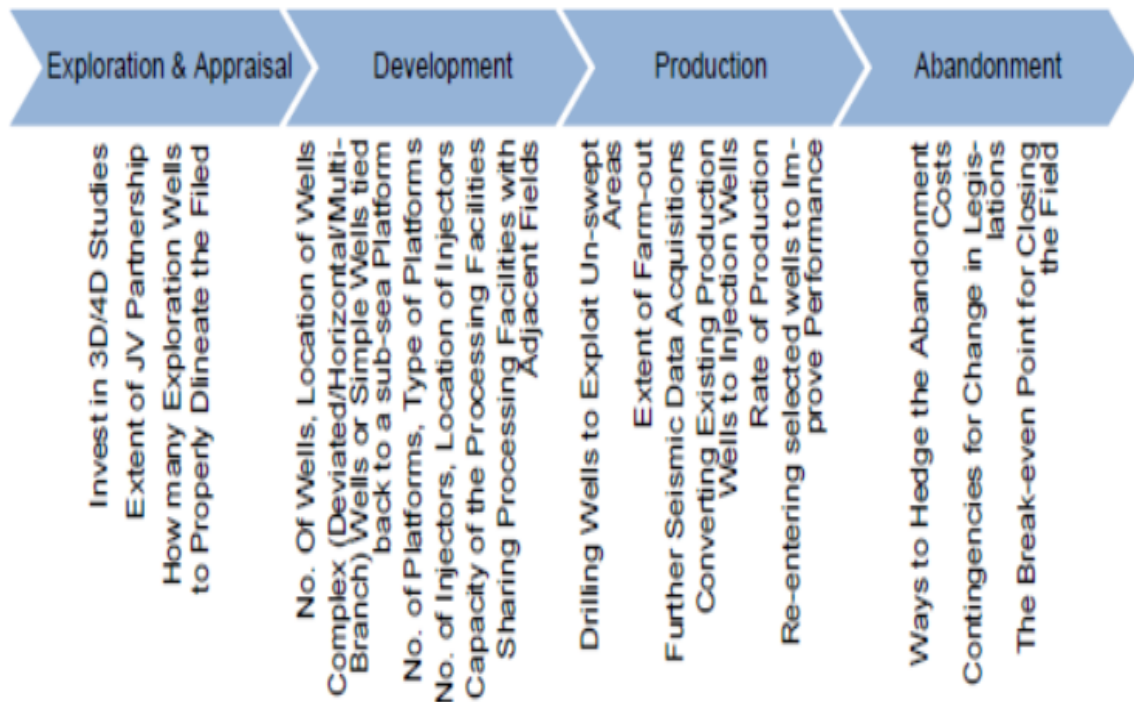 Exploration & Appraisal
Development
Production
Abandonment
Invest in 3D/4D Studies
Extent of JV Partnership
How many Exploration Wells
to Properly Dlineate the Filed
No. Of Wells, Location of Wells
Complex (Deviated/Horizontal/Multi-
Branch) Wells or Simple Wells tied
back to a sub-sea Platform
No. of Platforms, Type of Platforms
No. of Injectors, Location of Injectors
Capacity of the Processing Facilities
Sharing Processing Facilities with
Adjacent Fields
Drilling Wells to Exploit Un-swept
Areas
Extent of Farm-out
Further Seismic Data Acquisitions
Converting Existing Production
Wells to Injection Wells
Rate of Production
Re-entering selected wells to Im-
prove Performance
Ways to Hedge the Abandonment
Costs
Contingencies for Change in Legis-
lations
The Break-even Point for Closing
the Field